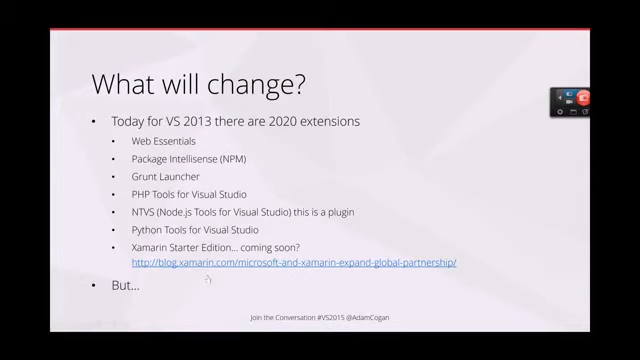 What will change?
Today for VS 2013 there are 2020 extensions
Web Essentials
Package Intellisense (NPM)
Grunt Launcher
PHP Tools for Visual Studio
NTVS (Node.js Tools for Visual Studio) this is a plugin
Python Tools for Visual Studio
Xamarin Starter Edition... coming soon?
http://blog.xamarin.com/microsoft-and-xamarin-expand-global-partnership/
But...
Join the Conversation #VS2015 @AdamCogan